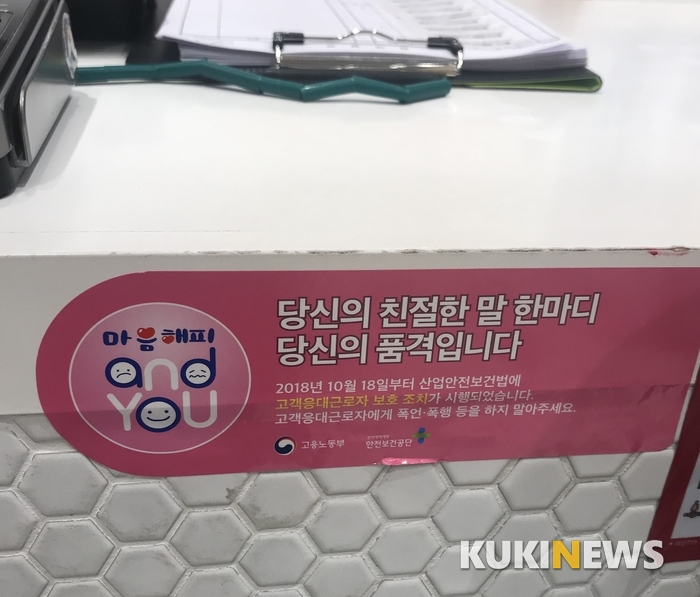 당신의 친절한 말 한마디
당신의 품격입니다
마음해피
and
YOU
2018년 10월 18일부터 산업안전보건법에
고객응대근로자 보호 조치가 시행되었습니다.
고객응대근로자에게 폭언·폭행 등을 하지 말아주세요.
고용노동부
안전보건공단
KUKINEWS